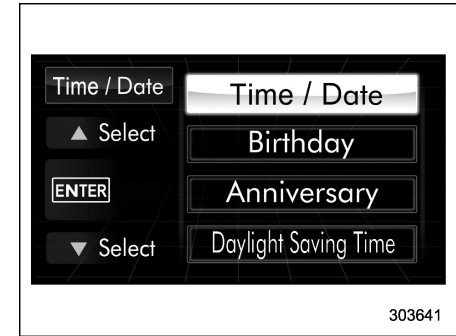 Time / Date
▲ Select
ENTER
▼ Select
Time / Date
Birthday
Anniversary
Daylight Saving Time
303641